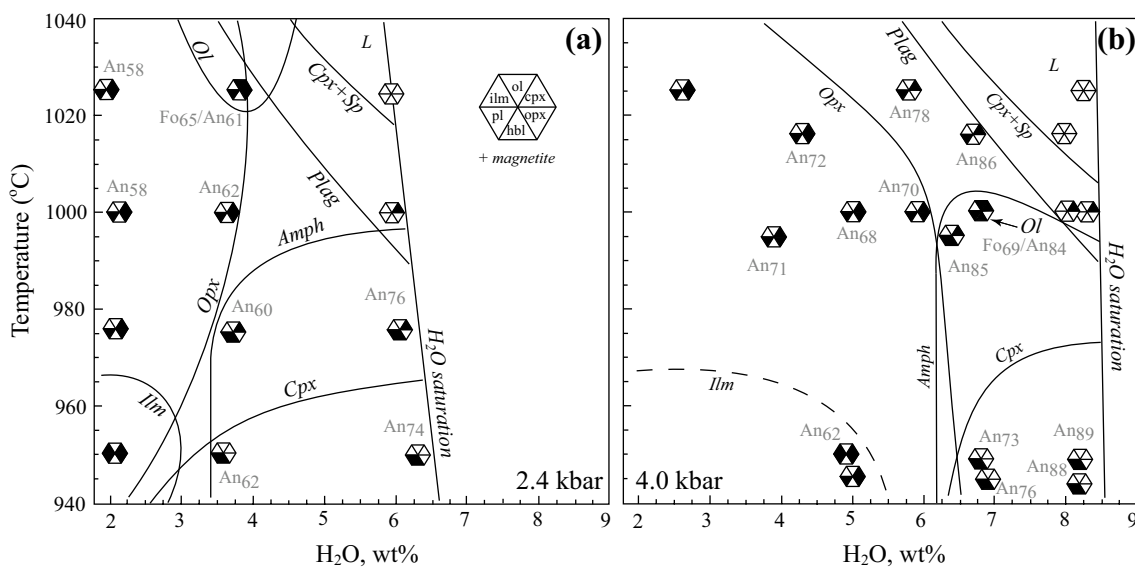 1040
1020
1000
980
960
940
Temperature (°C)
(a)
An58
Ol
Cpx+Sp
L
ol
ilm cpx
pl opx
hbl
+ magnetite
Fo65/An61
An58
An62
Plag
Amph
Opx
An60
An76
H2O saturation
Cpx
Ilm
An74
An62
2.4 kbar
2 3 4 5 6 7 8 9
H2O, wt%
(b)
Plag
L
Opx
Cpx+Sp
An78
An72
An86
An70
Ol
An68
Fo69/An84
An71
An85
H2O saturation
Cpx
Amph
Ilm
An62
An73
An89
An88
An76
4.0 kbar
2 3 4 5 6 7 8 9
H2O, wt%